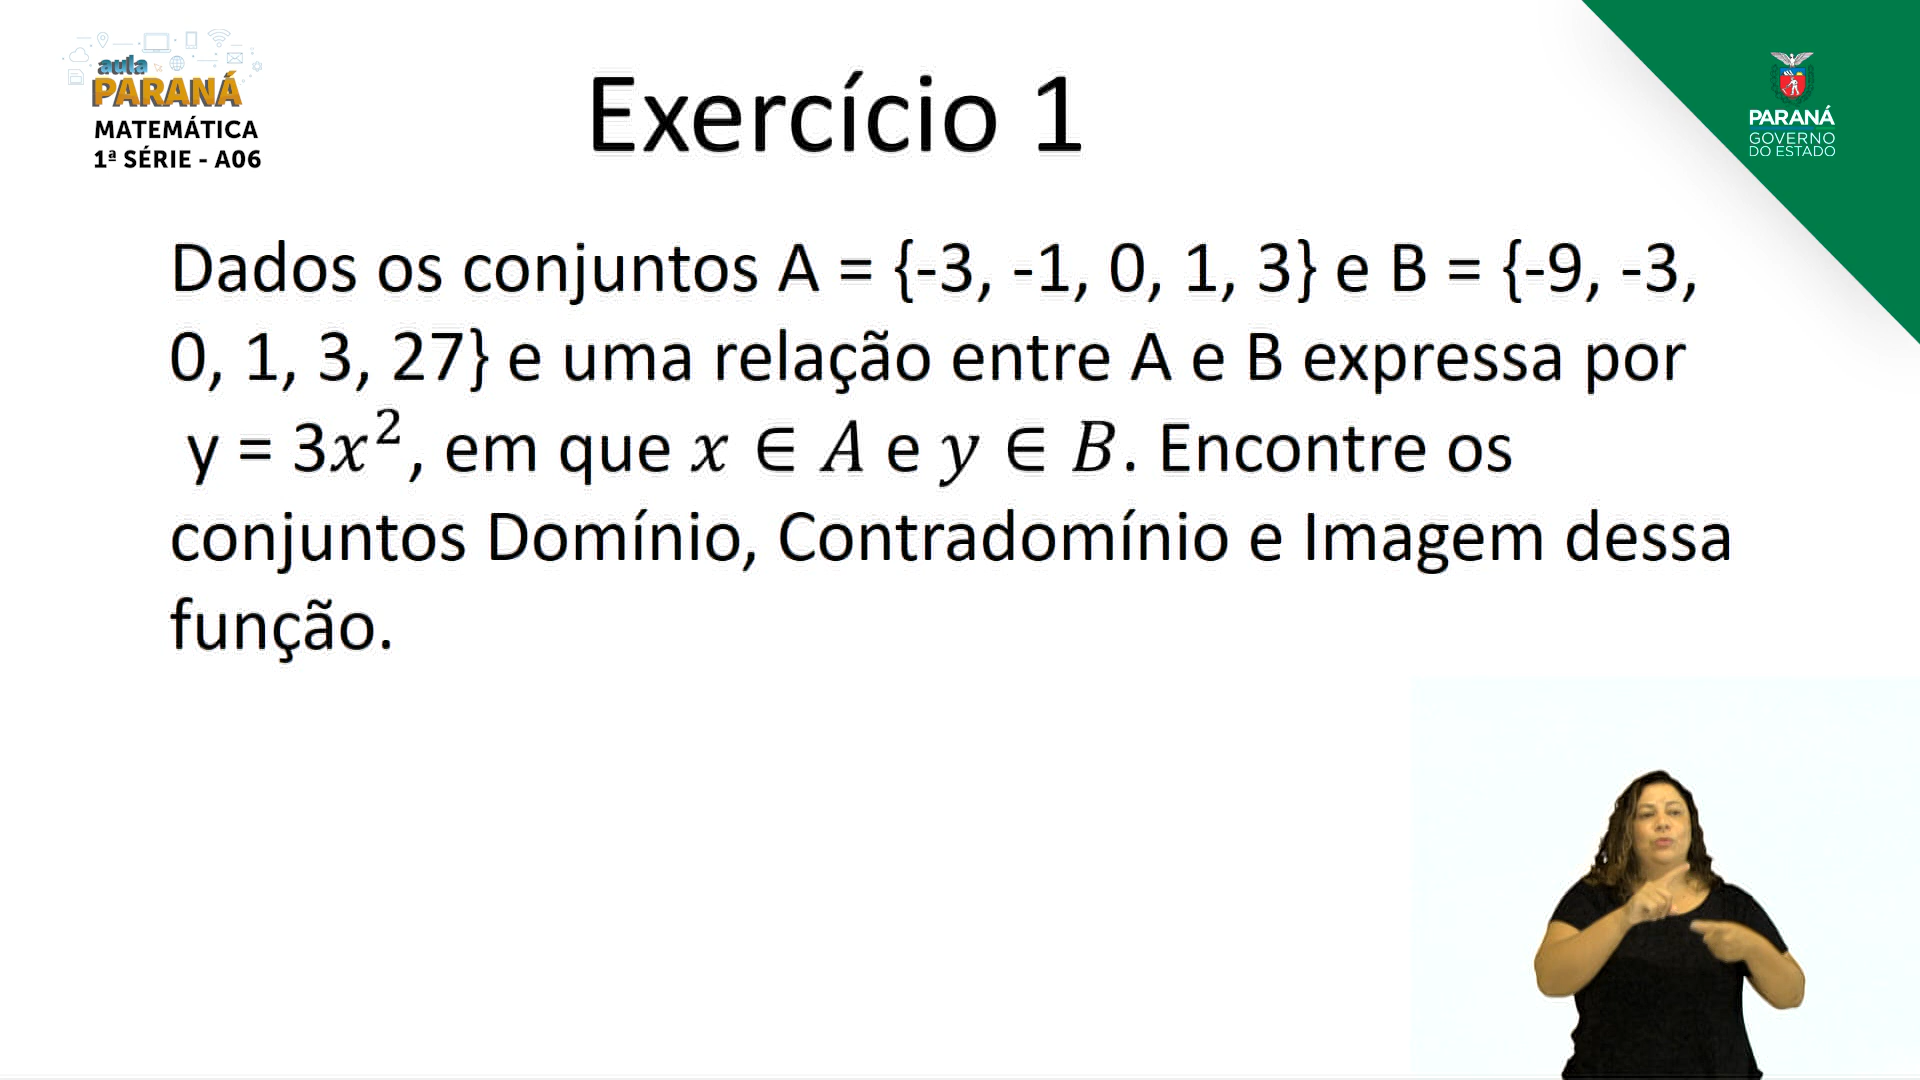 aula
PARANÁ
MATEMÁTICA
1ª SÉRIE - A06
Exercício 1
PARANÁ
GOVERNO
DO ESTADO
Dados os conjuntos A = {-3, -1, 0, 1, 3} e B = {-9, -3,
0, 1, 3, 27} e uma relação entre A e B expressa por
y = 3x², em que x ∈ A e y ∈ B. Encontre os
conjuntos Domínio, Contradomínio e Imagem dessa
função.